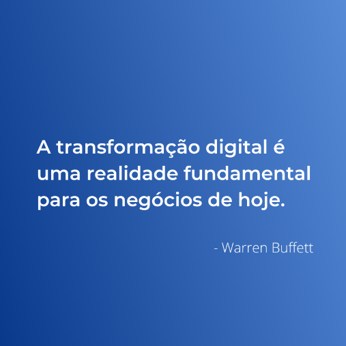 A transformação digital é
uma realidade fundamental
para os negócios de hoje.
- Warren Buffett